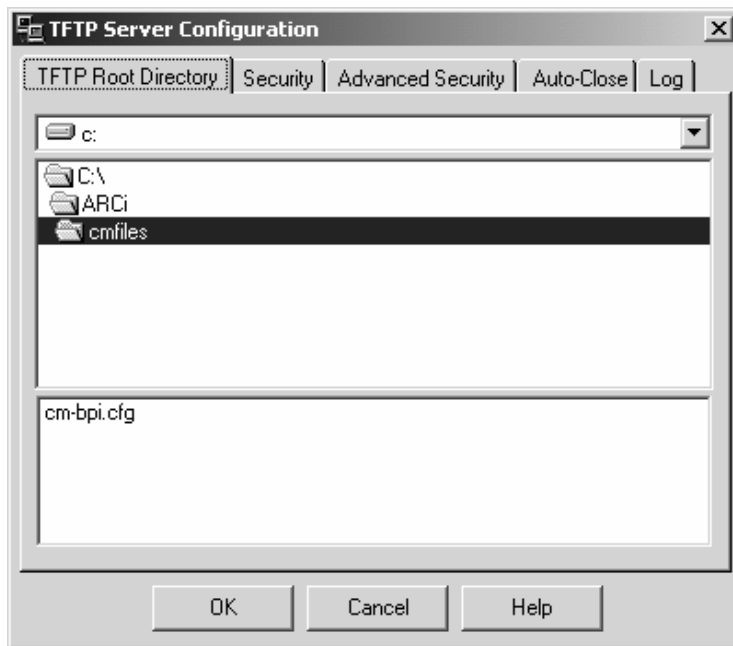 TFTP Server Configuration
TFTP Root Directory Security Advanced Security Auto-Close Log
c:
C:\
ARCi
cmfiles
cm-bpi.cfg
OK Cancel Help